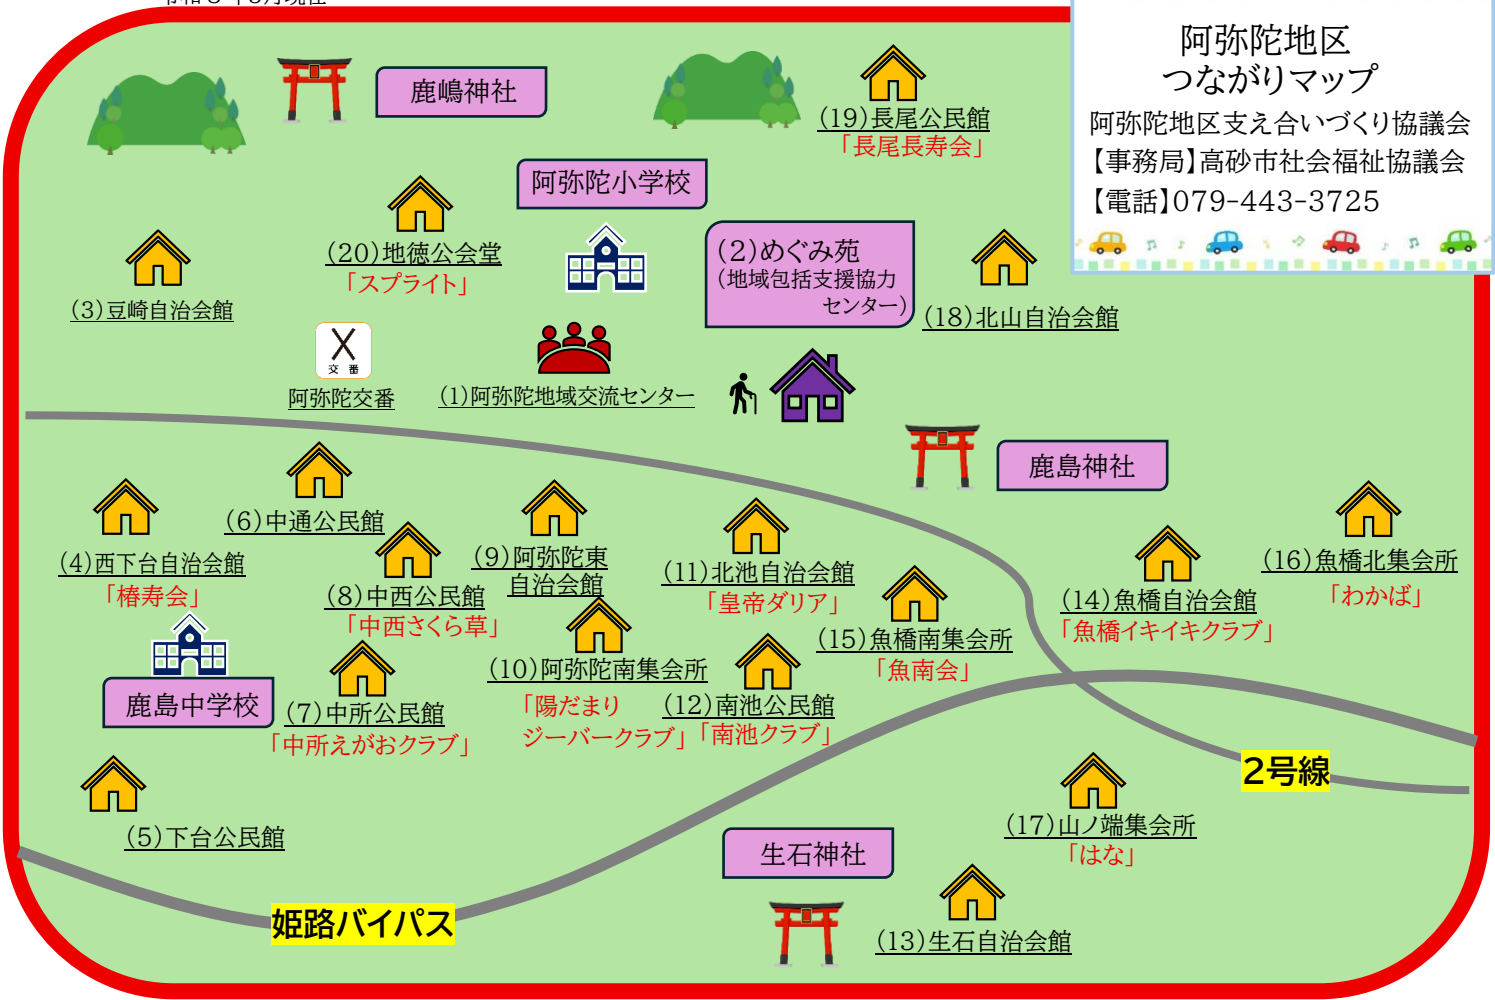 阿弥陀地区
つながりマップ
阿弥陀地区支え合いづくり協議会
【事務局】高砂市社会福祉協議会
【電話】079-443-3725
鹿嶋神社
(19)長尾公民館
「長尾長寿会」
阿弥陀小学校
(20)地徳公会堂
「スプライト」
(2)めぐみ苑
(地域包括支援協力
センター)
(3)豆崎自治会館
(18)北山自治会館
交番
阿弥陀交番
(1)阿弥陀地域交流センター
鹿島神社
(6)中通公民館
(4)西下台自治会館
「椿寿会」
(8)中西公民館
「中西さくら草」
(9)阿弥陀東
自治会館
(11)北池自治会館
「皇帝ダリア」
(16)魚橋北集会所
「わかば」
(14)魚橋自治会館
「魚橋イキイキクラブ」
(15)魚橋南集会所
「魚南会」
(10)阿弥陀南集会所
「陽だまり
ジーバークラブ」
(12)南池公民館
「南池クラブ」
鹿島中学校
(7)中所公民館
「中所えがおクラブ」
2号線
(5)下台公民館
(17)山ノ端集会所
「はな」
生石神社
姫路バイパス
(13)生石自治会館